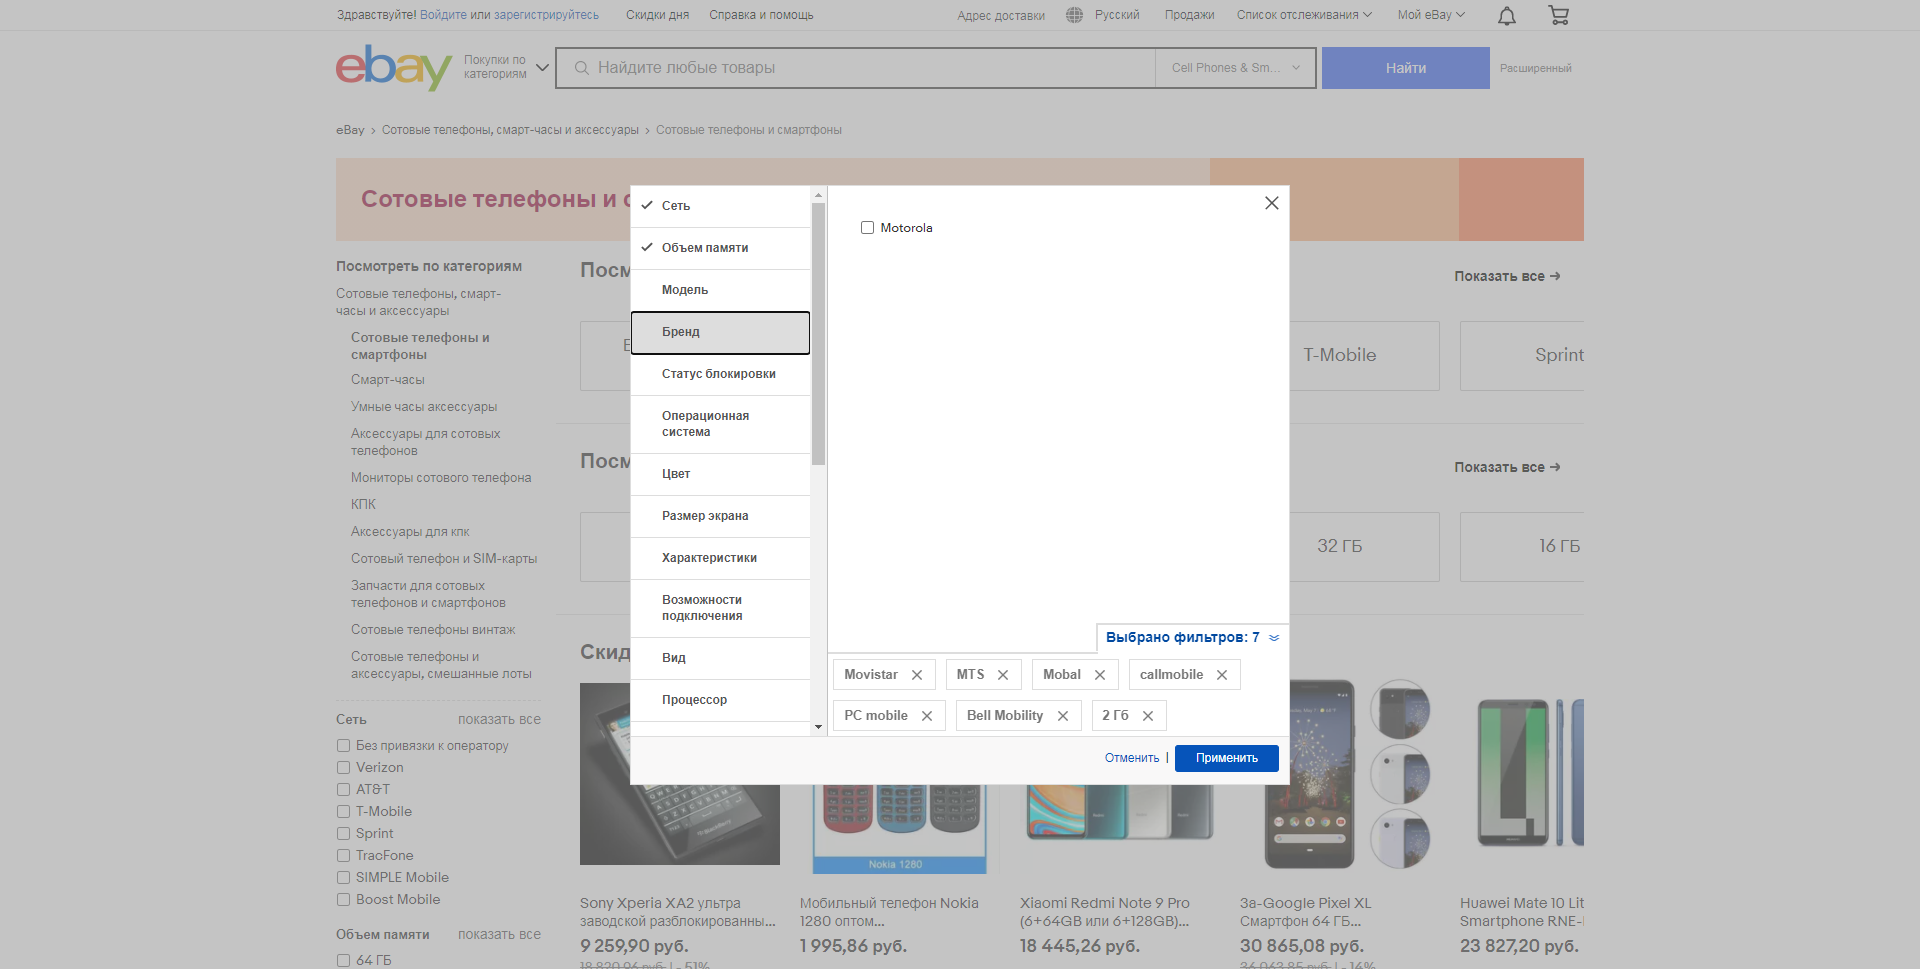 Здравствуйте! Войдите или зарегистрируйтесь Скидки дня Справка и помощь Адрес доставки Русский Продажи Список отслеживания Мой eBay
ebay
Покупки по
категориям
Найдите любые товары
Cell Phones & Sm...
Найти
Расширенный
eBay > Сотовые телефоны, смарт-часы и аксессуары > Сотовые телефоны и смартфоны
Сотовые телефоны и с
Посмотреть по категориям
Сотовые телефоны, смарт-
часы и аксессуары
Сотовые телефоны и
смартфоны
Смарт-часы
Умные часы аксессуары
Аксессуары для сотовых
телефонов
Мониторы сотового телефона
КПК
Аксессуары для кпк
Сотовый телефон и SIM-карты
Запчасти для сотовых
телефонов и смартфонов
Сотовые телефоны винтаж
Сотовые телефоны и
аксессуары, смешанные лоты
Сеть показать все
Без привязки к оператору
Verizon
AT&T
T-Mobile
Sprint
TracFone
SIMPLE Mobile
Boost Mobile
Объем памяти показать все
64 ГБ
Посм
Показать все →
T-Mobile
Sprint
Посм
Показать все →
32 ГБ
16 ГБ
Скид
Сеть
Объем памяти
Модель
Бренд
Статус блокировки
Операционная
система
Цвет
Размер экрана
Характеристики
Возможности
подключения
Вид
Процессор
Motorola
Выбрано фильтров: 7
Movistar MTS Mobal callmobile
PC mobile Bell Mobility 2 Гб
Отменить | Применить
BlackBerry
Nokia 1280
Sony Xperia XA2 ультра
заводской разблокированны...
9 259,90 руб.
18 820,96 руб. | - 51%
Мобильный телефон Nokia
1280 оптом...
1 995,86 руб.
Xiaomi Redmi Note 9 Pro
(6+64GB или 6+128GB)...
18 445,26 руб.
3a-Google Pixel XL
Смартфон 64 ГБ...
30 865,08 руб.
36 063,85 руб. | - 14%
Huawei Mate 10 Lit
Smartphone RNE-
23 827,20 руб.